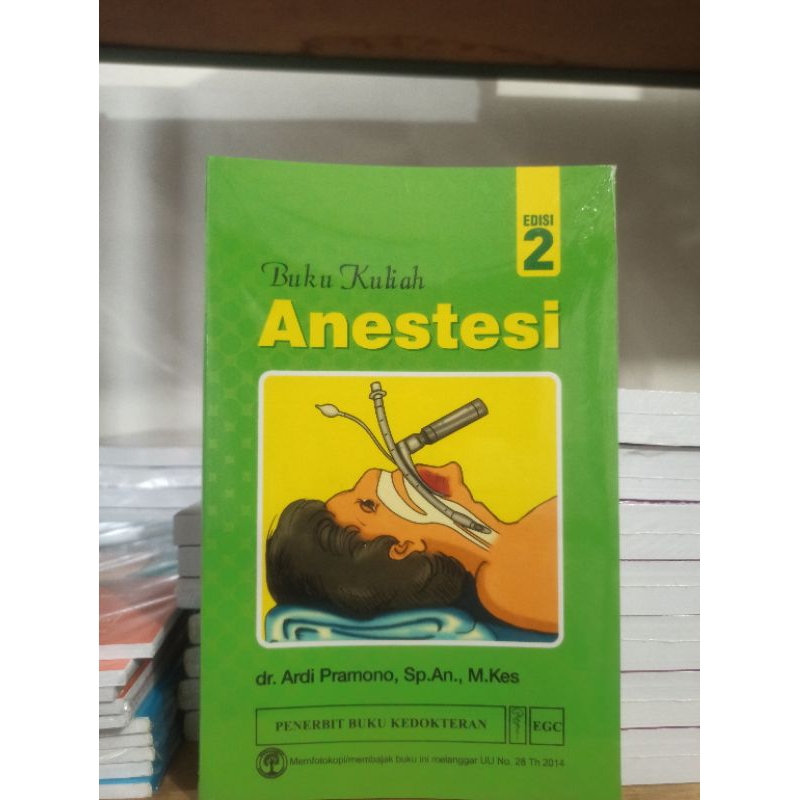 EDISI
2
Buku Kuliah
Anestesi
dr. Ardi Pramono, Sp.An., M.Kes
PENERBIT BUKU KEDOKTERAN EGC
Memfotokopi/membajak buku ini melanggar UU No. 28 Th 2014